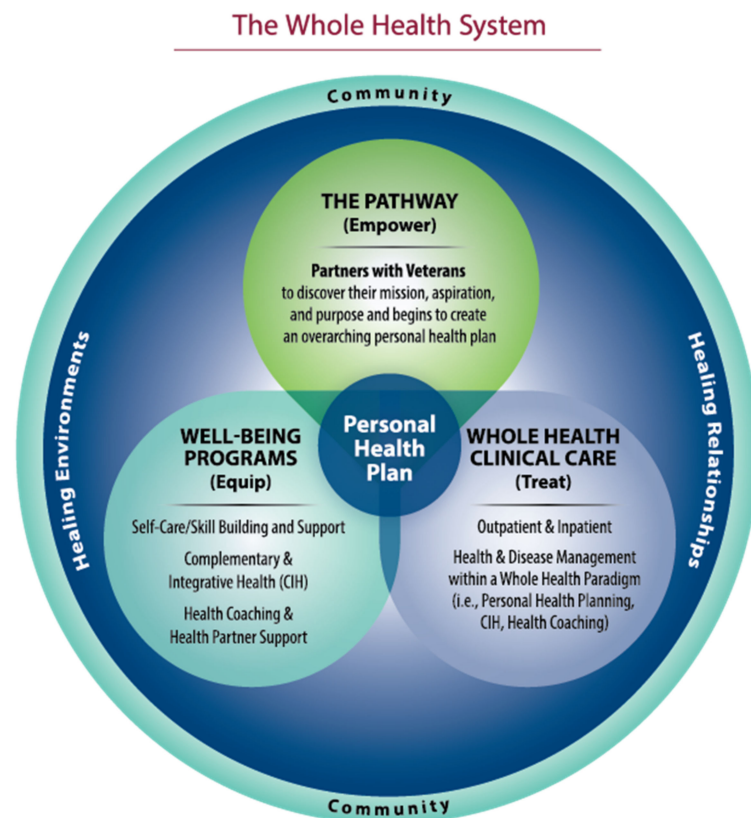 The Whole Health System
Community
THE PATHWAY
(Empower)
Partners with Veterans
to discover their mission, aspiration,
and purpose and begins to create
an overarching personal health plan
Healing Environments
Healing Relationships
Personal
Health
Plan
WELL-BEING
PROGRAMS
(Equip)
Self-Care/Skill Building and Support
Complementary &
Integrative Health (CIH)
Health Coaching &
Health Partner Support
WHOLE HEALTH
CLINICAL CARE
(Treat)
Outpatient & Inpatient
Health & Disease Management
within a Whole Health Paradigm
(i.e., Personal Health Planning,
CIH, Health Coaching)
Community